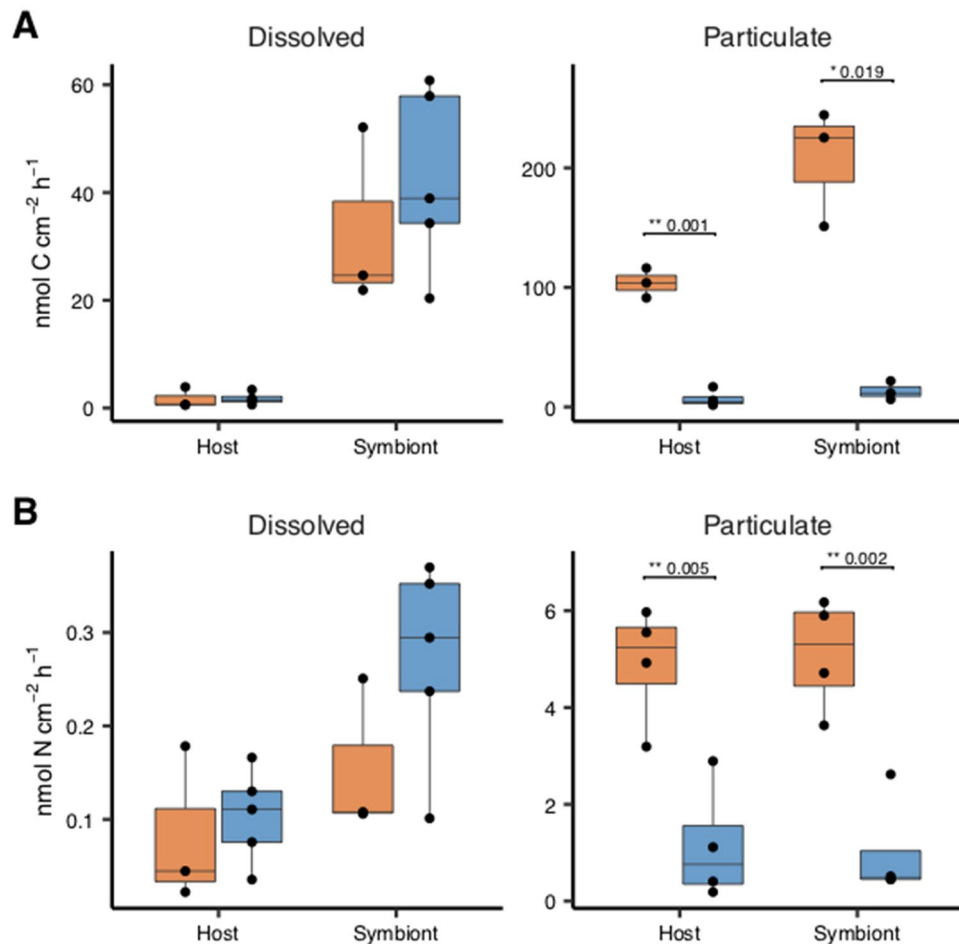 A
Dissolved
Particulate
nmol C cm⁻² h⁻¹
60
40
20
0
Host
Symbiont
200
100
0
** 0.001
* 0.019
Host
Symbiont
B
Dissolved
Particulate
nmol N cm⁻² h⁻¹
0.3
0.2
0.1
Host
Symbiont
6
4
2
0
** 0.005
** 0.002
Host
Symbiont